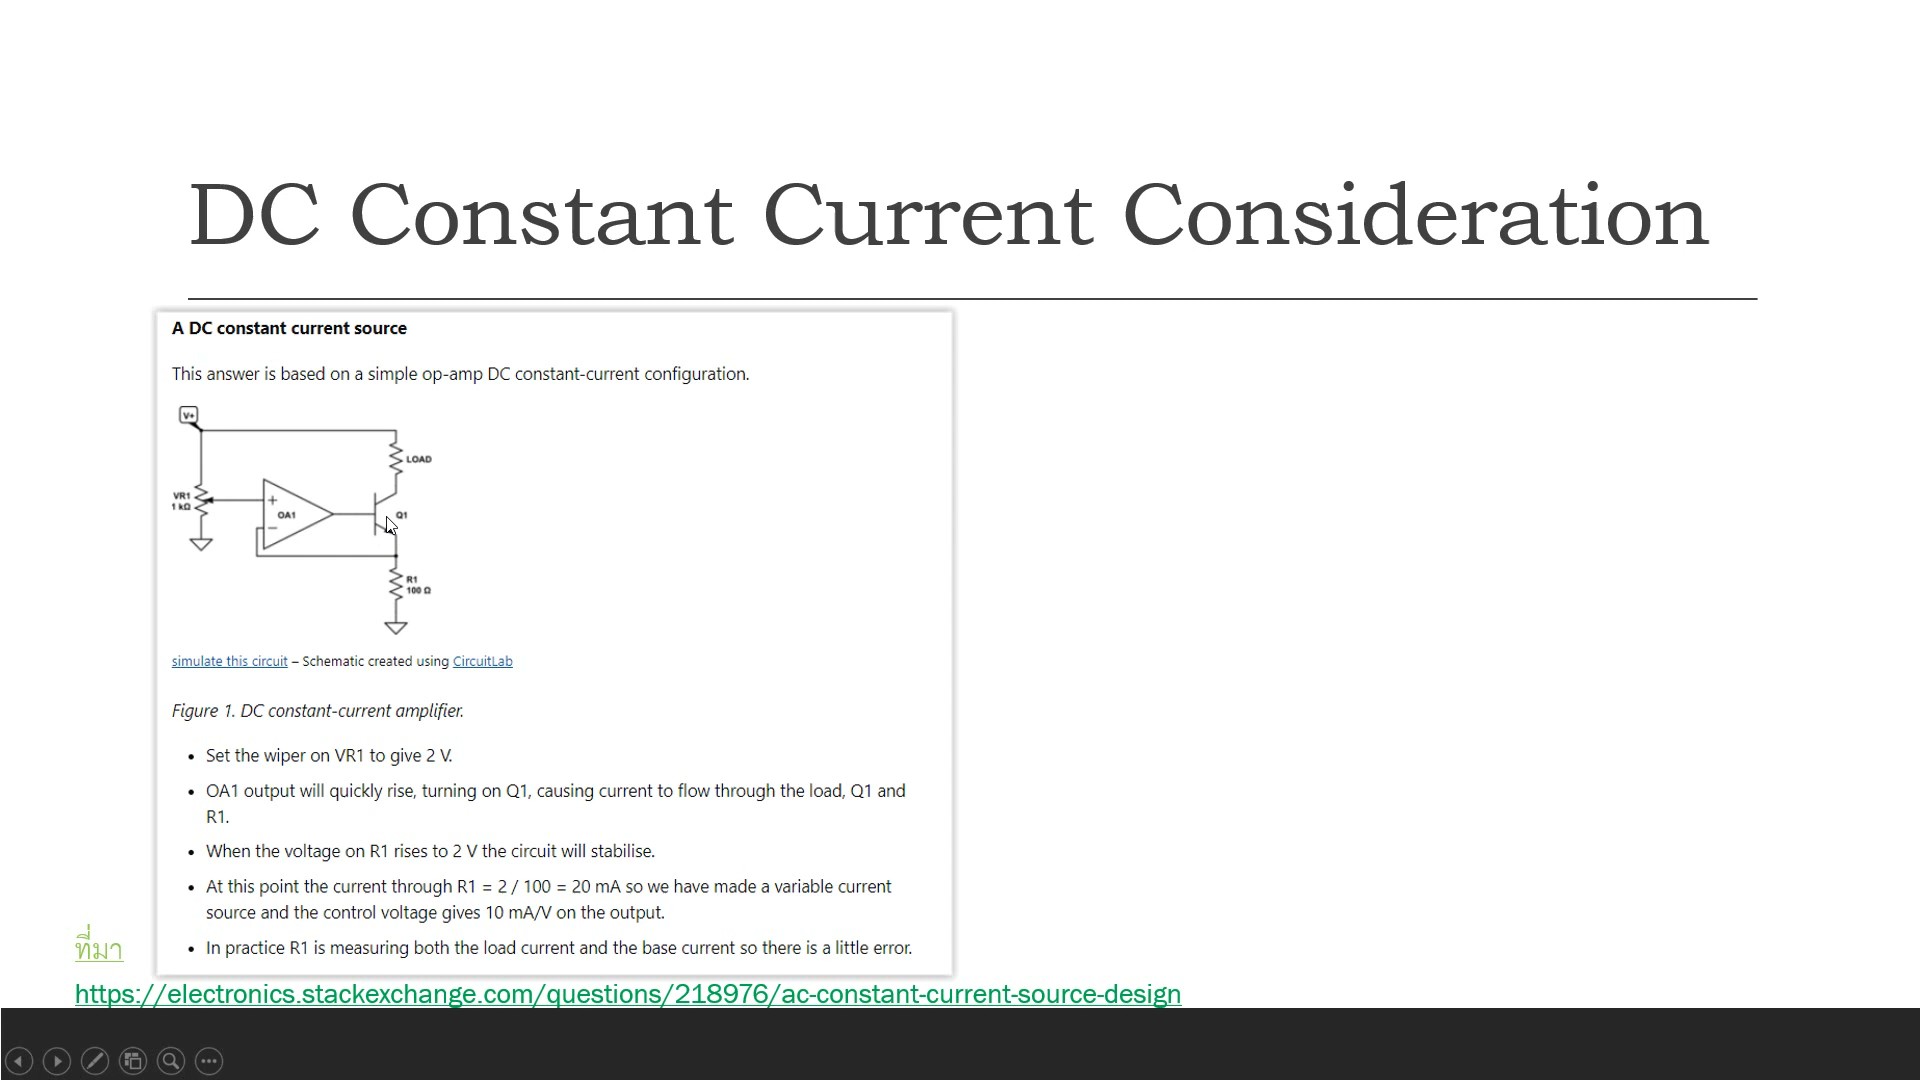 DC Constant Current Consideration
A DC constant current source
This answer is based on a simple op-amp DC constant-current configuration.
V+
LOAD
VR1
1 kΩ
+
OA1
−
Q1
R1
100 Ω
simulate this circuit – Schematic created using CircuitLab
Figure 1. DC constant-current amplifier.
• Set the wiper on VR1 to give 2 V.
• OA1 output will quickly rise, turning on Q1, causing current to flow through the load, Q1 and
R1.
• When the voltage on R1 rises to 2 V the circuit will stabilise.
• At this point the current through R1 = 2 / 100 = 20 mA so we have made a variable current
source and the control voltage gives 10 mA/V on the output.
• In practice R1 is measuring both the load current and the base current so there is a little error.
ที่มา
https://electronics.stackexchange.com/questions/218976/ac-constant-current-source-design